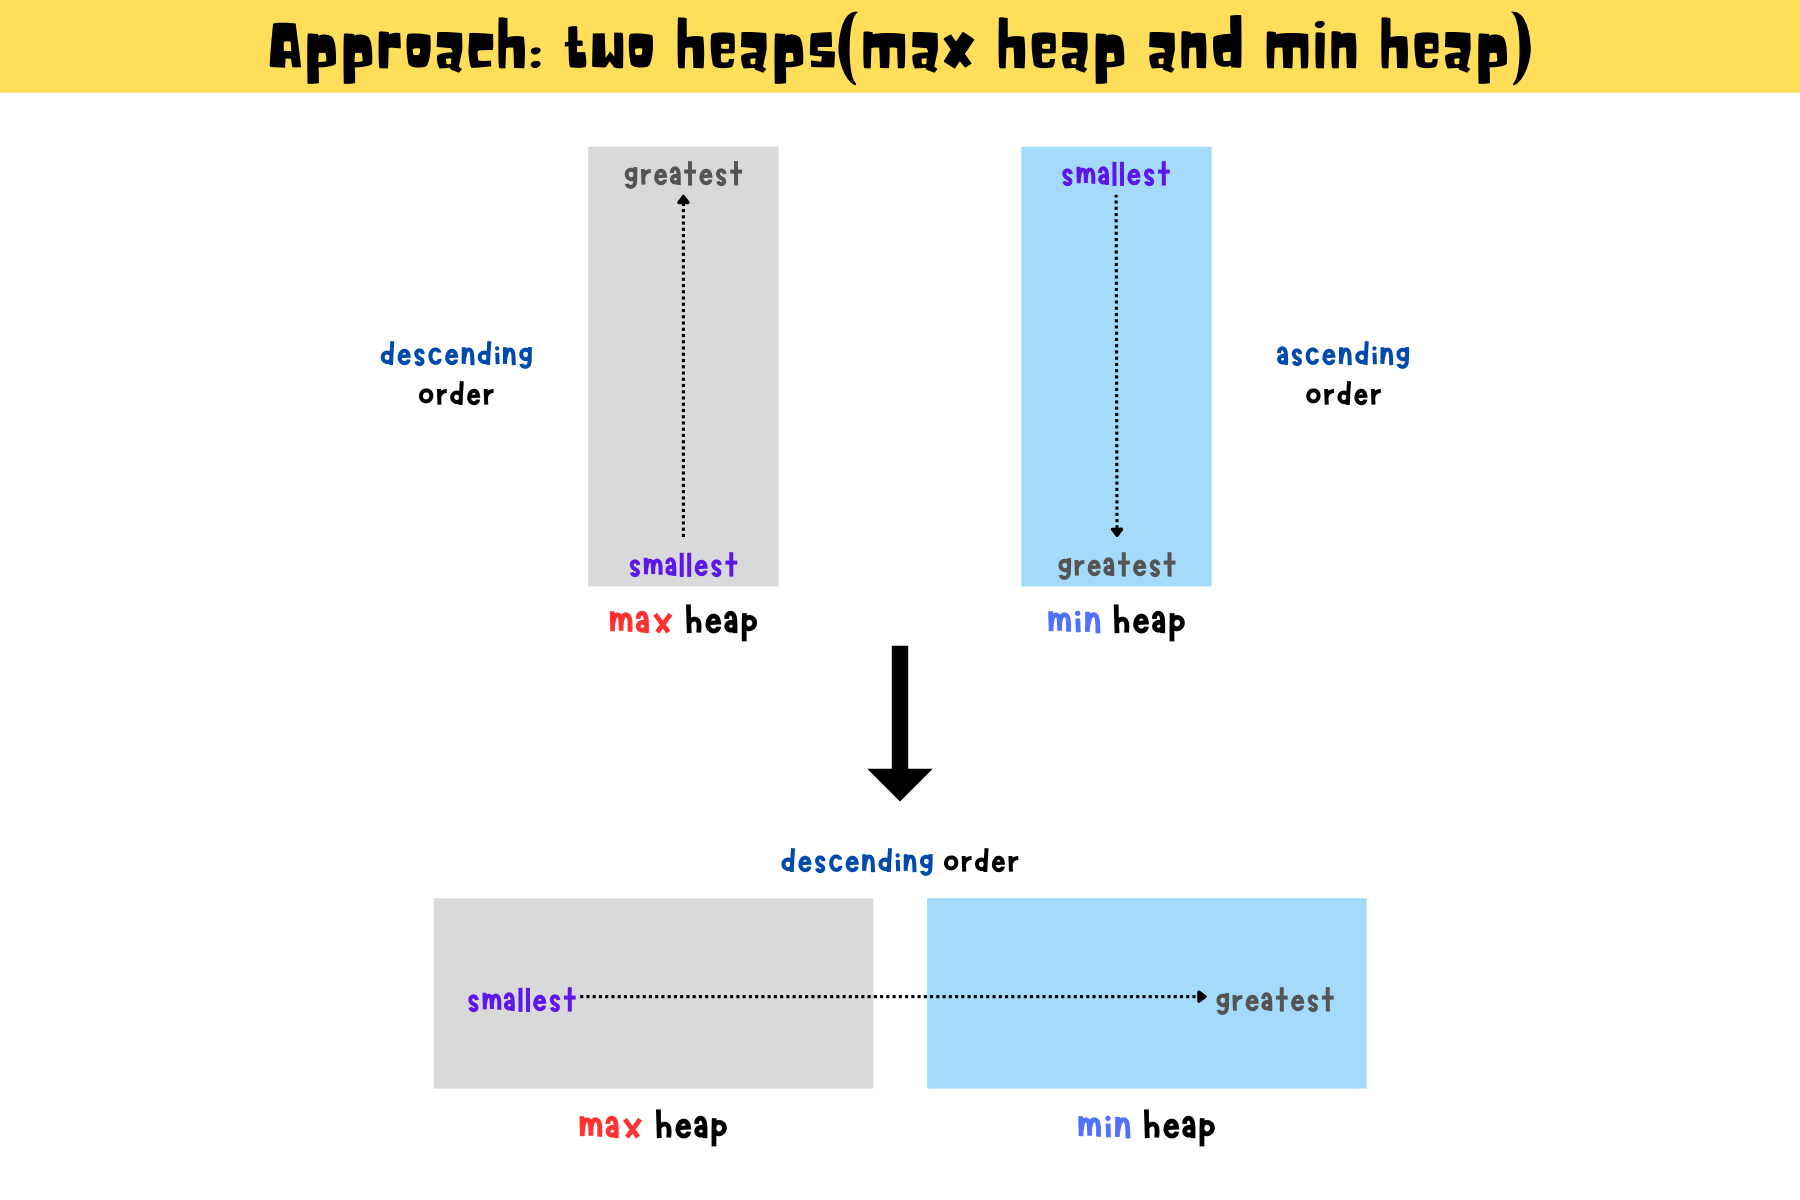 Approach: two heaps(max heap and min heap)
greatest
smallest
descending
order
ascending
order
smallest
greatest
max heap
min heap
descending order
smallest
greatest
max heap
min heap